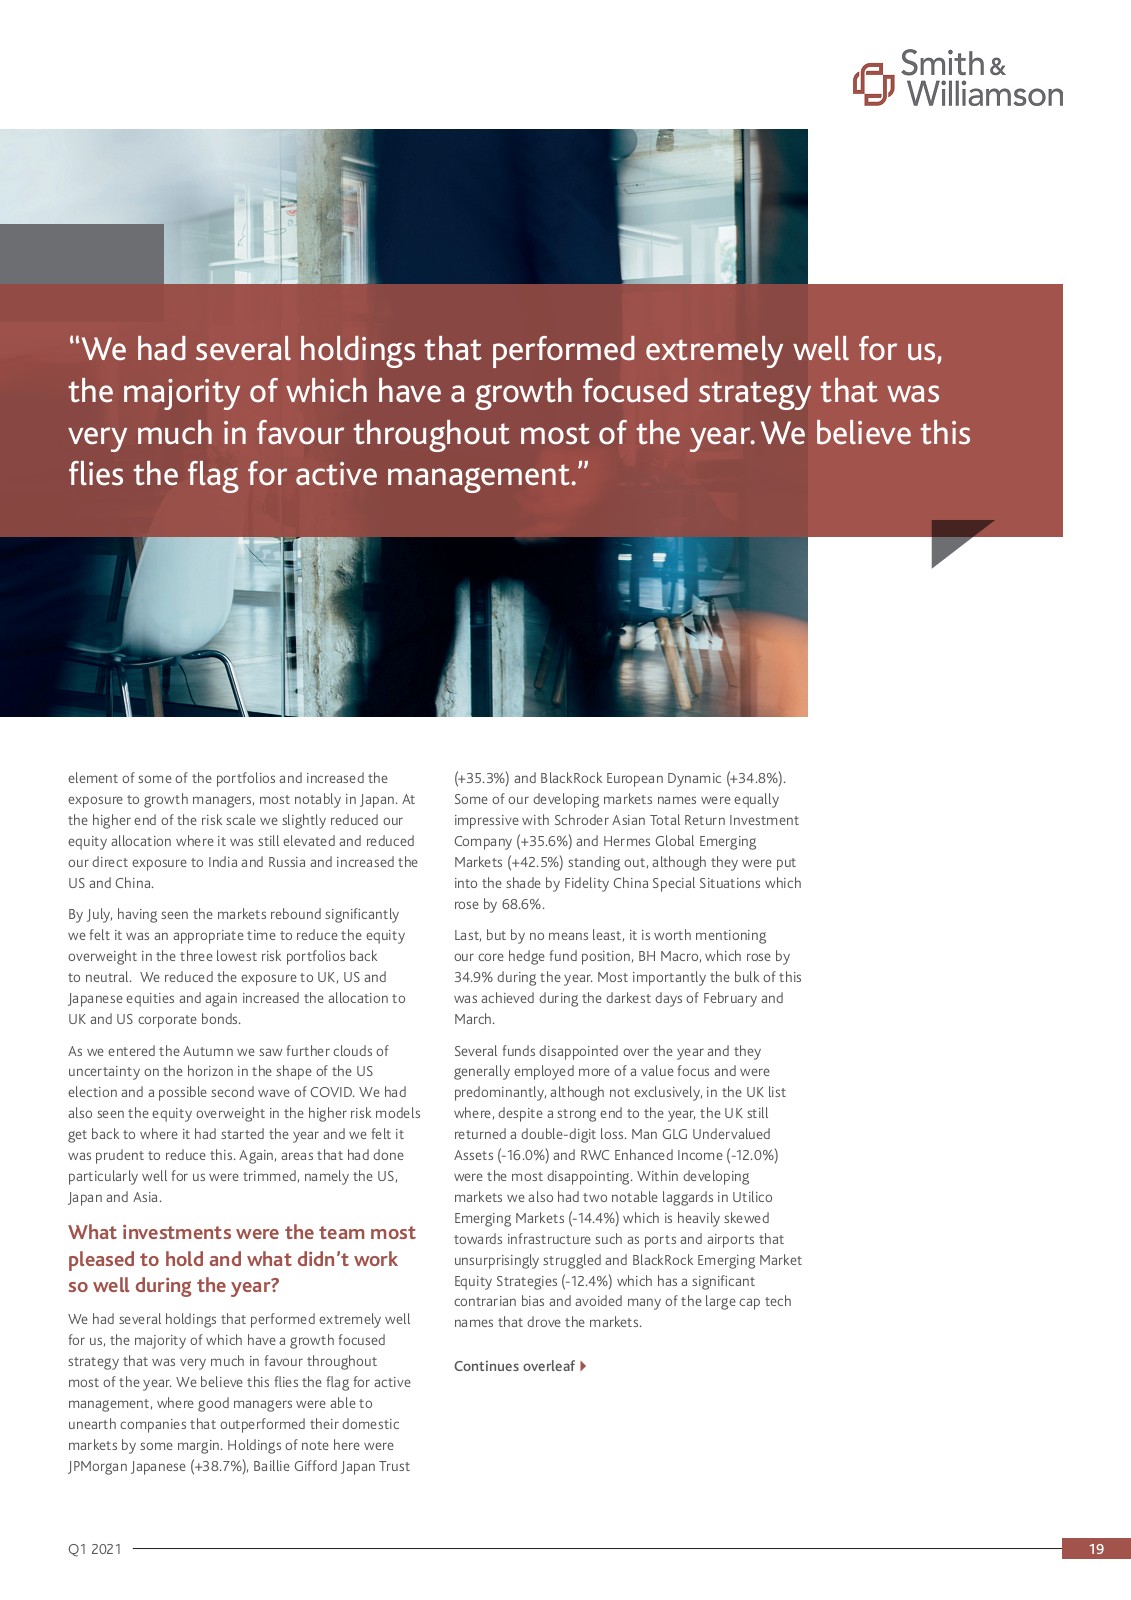 Smith &
Williamson
“We had several holdings that performed extremely well for us,
the majority of which have a growth focused strategy that was
very much in favour throughout most of the year. We believe this
flies the flag for active management.”
element of some of the portfolios and increased the
exposure to growth managers, most notably in Japan. At
the higher end of the risk scale we slightly reduced our
equity allocation where it was still elevated and reduced
our direct exposure to India and Russia and increased the
US and China.
By July, having seen the markets rebound significantly
we felt it was an appropriate time to reduce the equity
overweight in the three lowest risk portfolios back
to neutral.  We reduced the exposure to UK, US and
Japanese equities and again increased the allocation to
UK and US corporate bonds.
As we entered the Autumn we saw further clouds of
uncertainty on the horizon in the shape of the US
election and a possible second wave of COVID. We had
also seen the equity overweight in the higher risk models
get back to where it had started the year and we felt it
was prudent to reduce this. Again, areas that had done
particularly well for us were trimmed, namely the US,
Japan and Asia.
What investments were the team most
pleased to hold and what didn’t work
so well during the year?
We had several holdings that performed extremely well
for us, the majority of which have a growth focused
strategy that was very much in favour throughout
most of the year. We believe this flies the flag for active
management, where good managers were able to
unearth companies that outperformed their domestic
markets by some margin. Holdings of note here were
JPMorgan Japanese (+38.7%), Baillie Gifford Japan Trust
(+35.3%) and BlackRock European Dynamic (+34.8%).
Some of our developing markets names were equally
impressive with Schroder Asian Total Return Investment
Company (+35.6%) and Hermes Global Emerging
Markets (+42.5%) standing out, although they were put
into the shade by Fidelity China Special Situations which
rose by 68.6%.
Last, but by no means least, it is worth mentioning
our core hedge fund position, BH Macro, which rose by
34.9% during the year. Most importantly the bulk of this
was achieved during the darkest days of February and
March.
Several funds disappointed over the year and they
generally employed more of a value focus and were
predominantly, although not exclusively, in the UK list
where, despite a strong end to the year, the UK still
returned a double-digit loss. Man GLG Undervalued
Assets (-16.0%) and RWC Enhanced Income (-12.0%)
were the most disappointing. Within developing
markets we also had two notable laggards in Utilico
Emerging Markets (-14.4%) which is heavily skewed
towards infrastructure such as ports and airports that
unsurprisingly struggled and BlackRock Emerging Market
Equity Strategies (-12.4%) which has a significant
contrarian bias and avoided many of the large cap tech
names that drove the markets.
Continues overleaf
Q1 2021
19